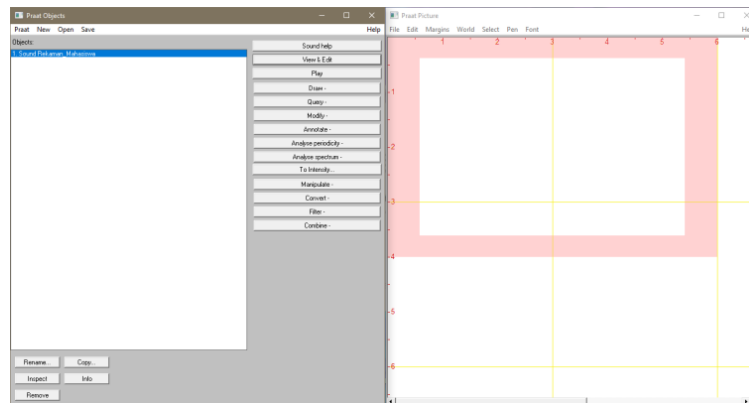 Praat Objects
Praat New Open Save Help
Objects:
1. Sound Rekaman_Mahasiswa
Sound help
View & Edit
Play
Draw -
Query -
Modify -
Annotate -
Analyse periodicity -
Analyse spectrum -
To Intensity...
Manipulate -
Convert -
Filter -
Combine -
Rename... Copy...
Inspect Info
Remove
Praat Picture
File Edit Margins World Select Pen Font He
1 2 3 4 5 6
1
2
3
4
5
6